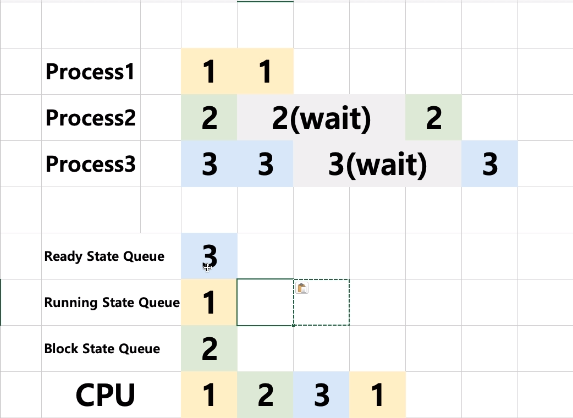 Process1 1 1
Process2 2 2(wait) 2
Process3 3 3 3(wait) 3
Ready State Queue 3
Running State Queue 1
Block State Queue 2
CPU 1 2 3 1